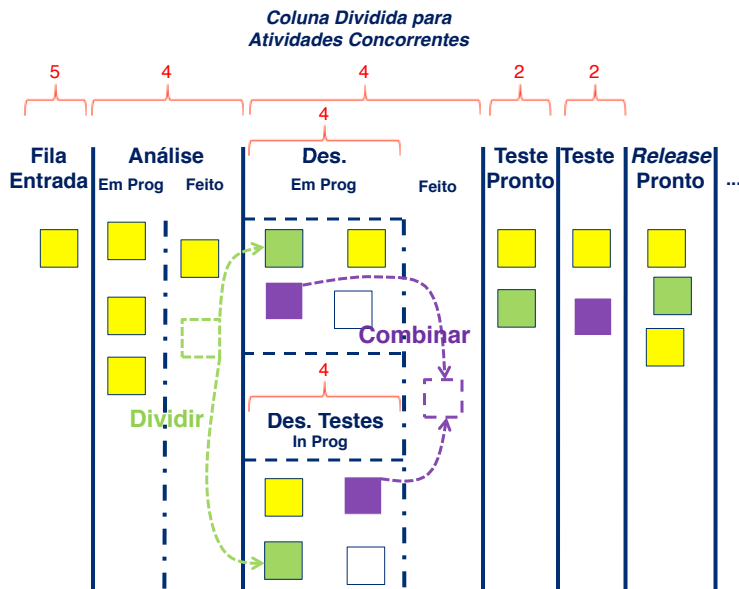 Coluna Dividida para
Atividades Concorrentes
5
4
4
2
2
4
Fila
Entrada
Análise
Em Prog
Feito
Des.
Em Prog
Feito
Teste
Pronto
Teste
Release
Pronto
...
Combinar
4
Dividir
Des. Testes
In Prog